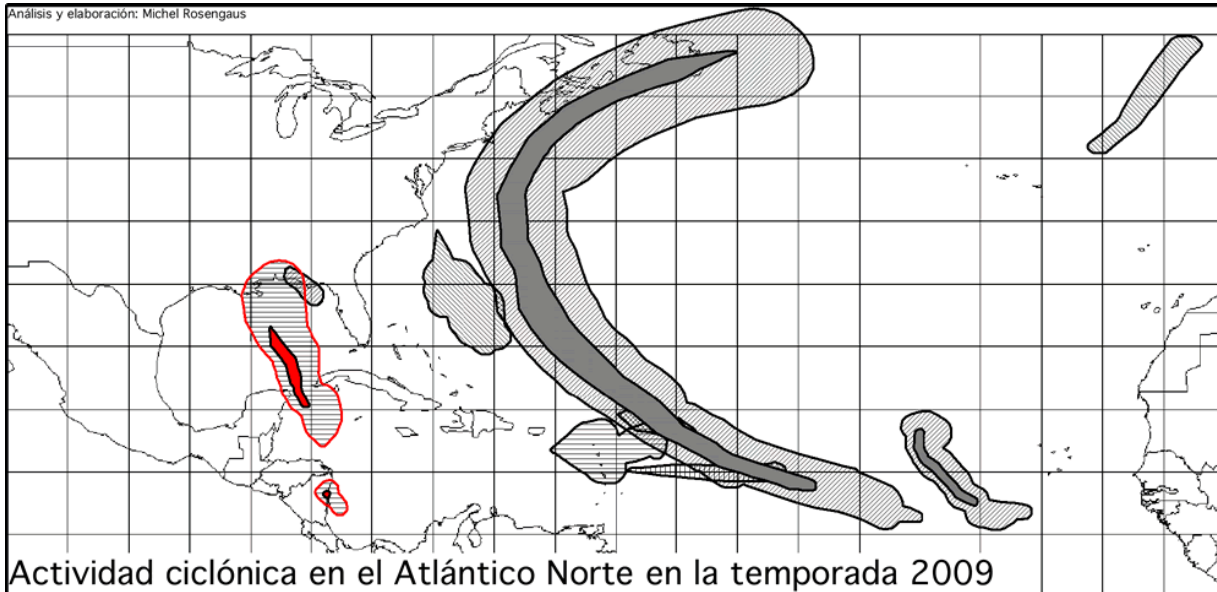 Análisis y elaboración: Michel Rosengaus
Actividad ciclónica en el Atlántico Norte en la temporada 2009